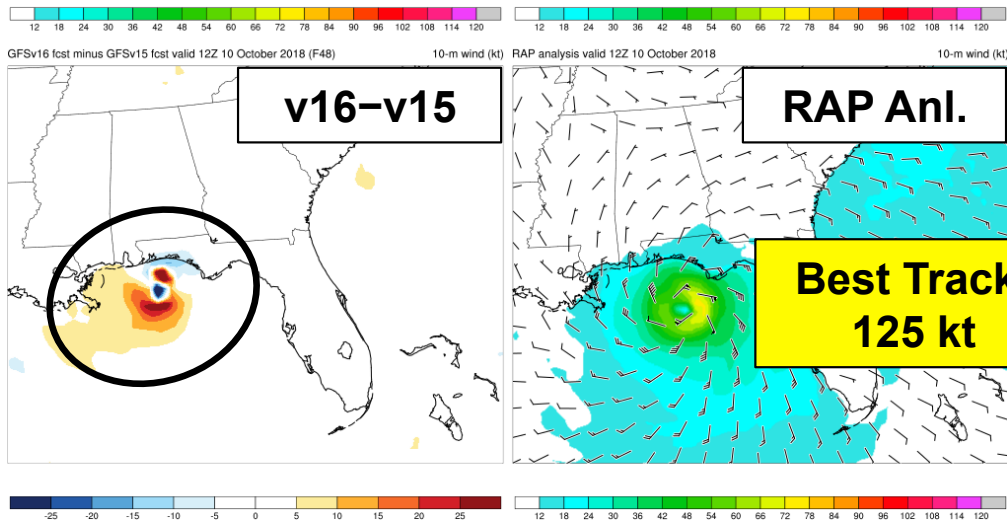 12 18 24 30 36 42 48 54 60 66 72 78 84 90 96 102 108 114 120
12 18 24 30 36 42 48 54 60 66 72 78 84 90 96 102 108 114 120
GFSv16 fcst minus GFSv15 fcst valid 12Z 10 October 2018 (F48) 10-m wind (kt)
RAP analysis valid 12Z 10 October 2018 10-m wind (kt)
v16−v15
RAP Anl.
Best Track
125 kt
-25 -20 -15 -10 -5 0 5 10 15 20 25
12 18 24 30 36 42 48 54 60 66 72 78 84 90 96 102 108 114 120